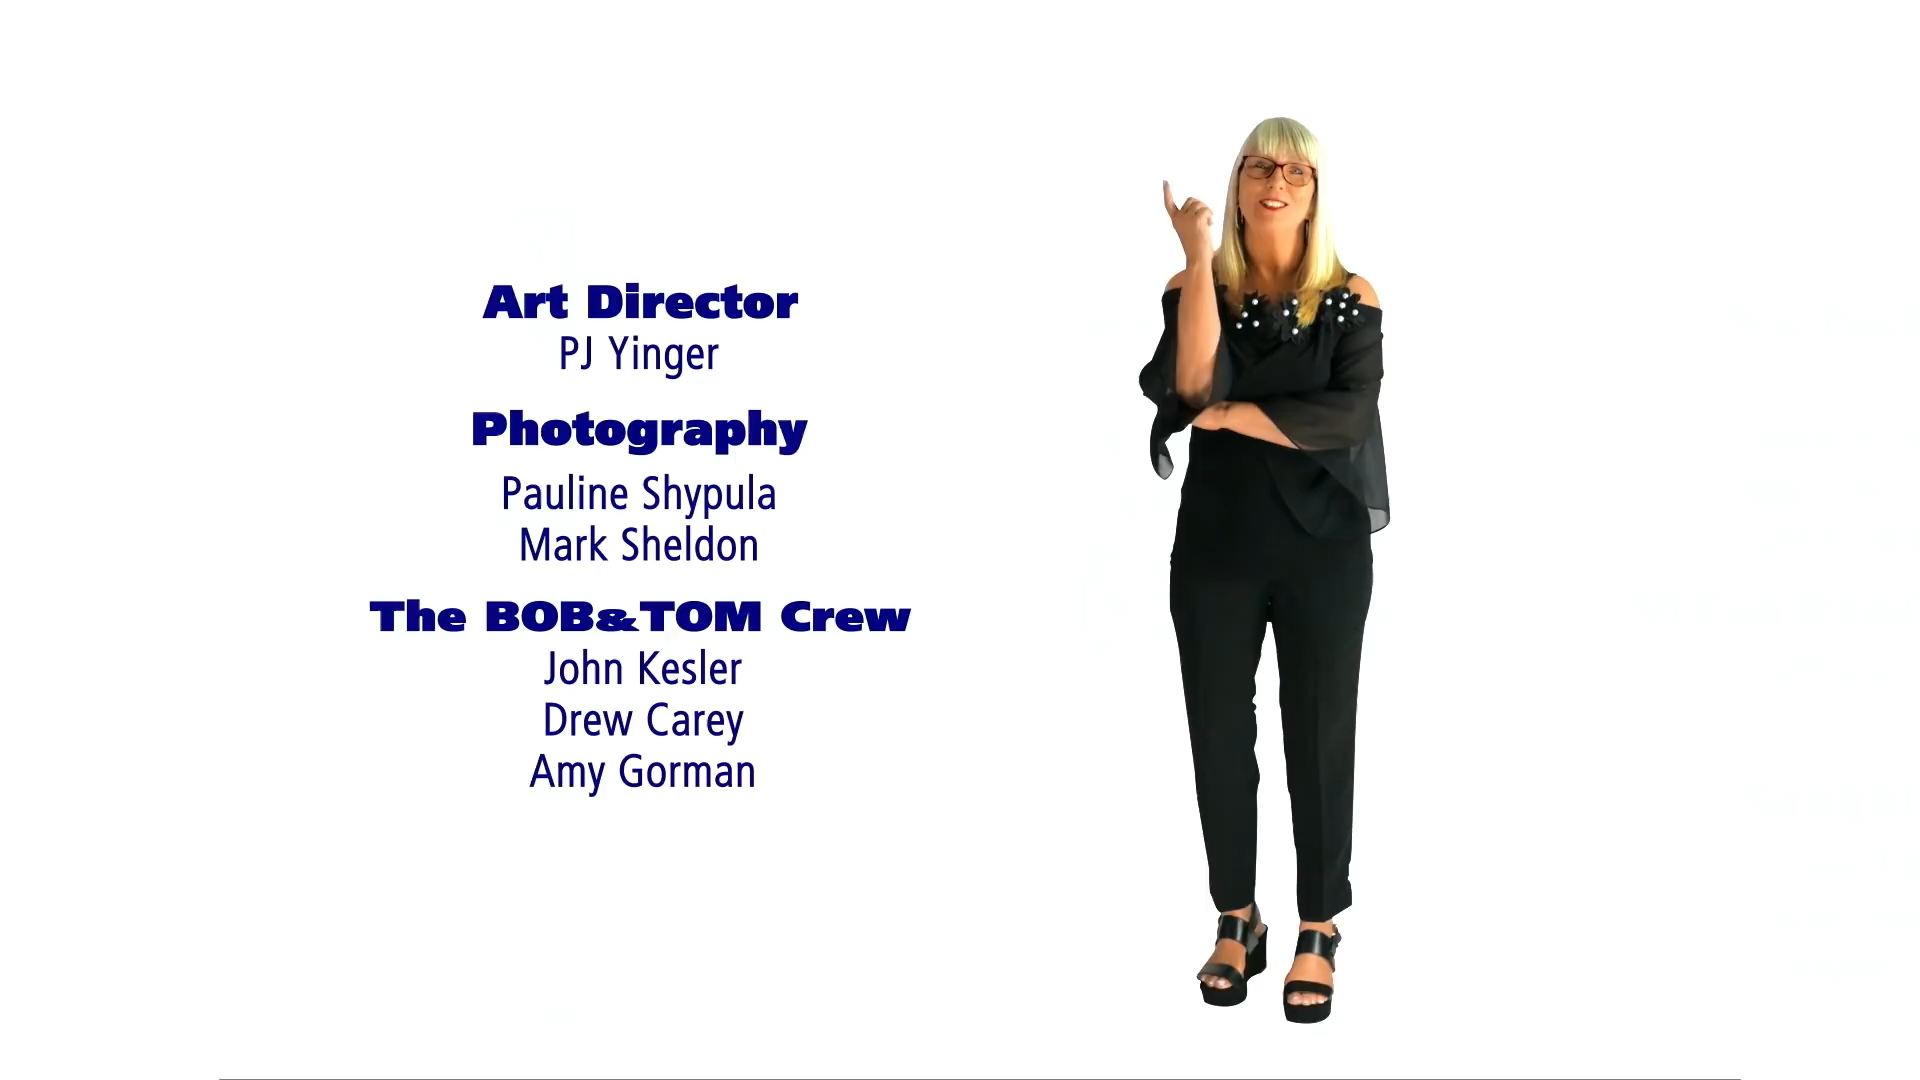 Art Director
PJ Yinger
Photography
Pauline Shypula
Mark Sheldon
The BOB&TOM Crew
John Kesler
Drew Carey
Amy Gorman